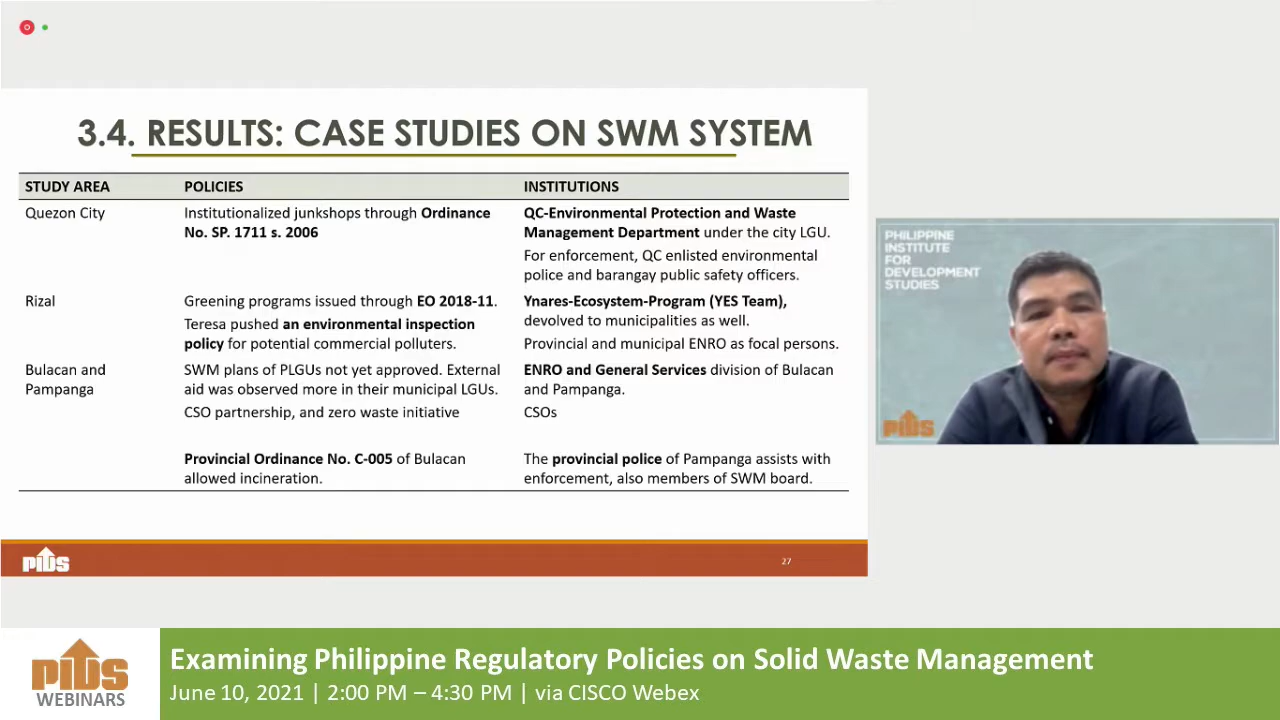 3.4. RESULTS: CASE STUDIES ON SWM SYSTEM
STUDY AREA POLICIES INSTITUTIONS
Quezon City
Institutionalized junkshops through Ordinance
No. SP. 1711 s. 2006
QC-Environmental Protection and Waste
Management Department under the city LGU.
For enforcement, QC enlisted environmental
police and barangay public safety officers.
Rizal
Greening programs issued through EO 2018-11.
Teresa pushed an environmental inspection
policy for potential commercial polluters.
Ynares-Ecosystem-Program (YES Team),
devolved to municipalities as well.
Provincial and municipal ENRO as focal persons.
Bulacan and
Pampanga
SWM plans of PLGUs not yet approved. External
aid was observed more in their municipal LGUs.
CSO partnership, and zero waste initiative
Provincial Ordinance No. C-005 of Bulacan
allowed incineration.
ENRO and General Services division of Bulacan
and Pampanga.
CSOs
The provincial police of Pampanga assists with
enforcement, also members of SWM board.
PIDS
27
PHILIPPINE
INSTITUTE
FOR
DEVELOPMENT
STUDIES
PIDS
PIDS
WEBINARS
Examining Philippine Regulatory Policies on Solid Waste Management
June 10, 2021 | 2:00 PM – 4:30 PM | via CISCO Webex